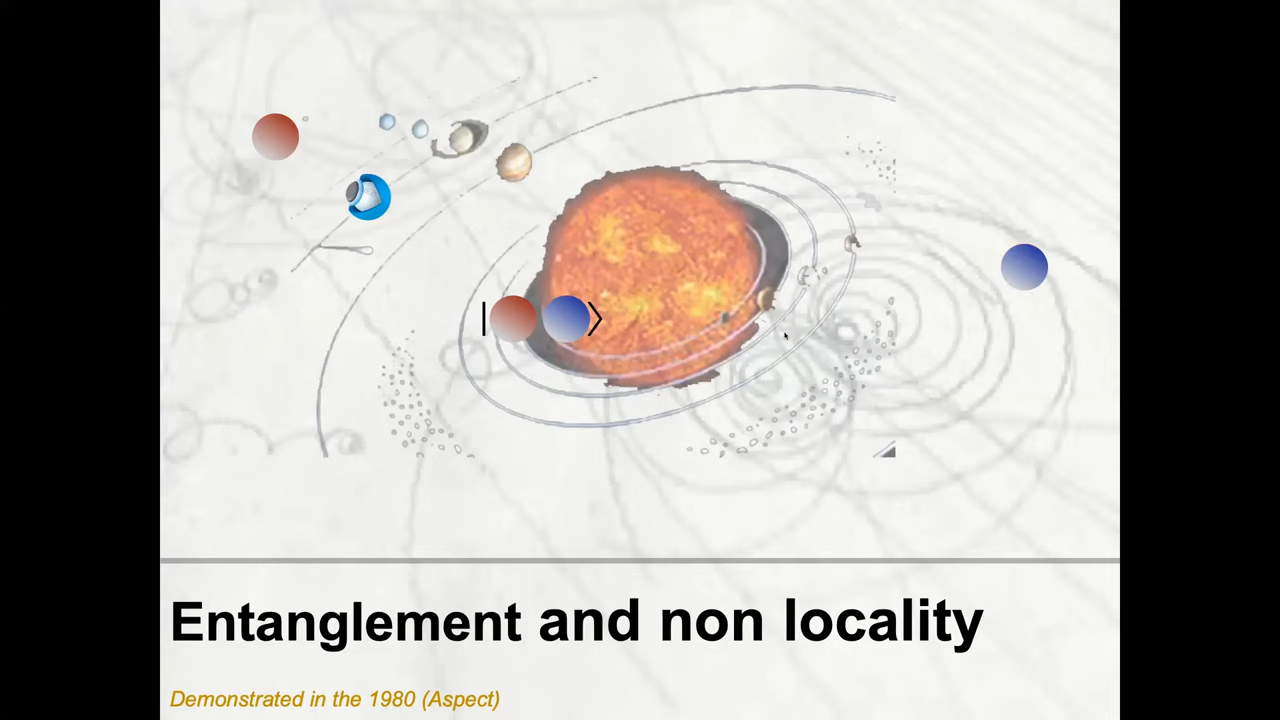 Entanglement and non locality
Demonstrated in the 1980 (Aspect)